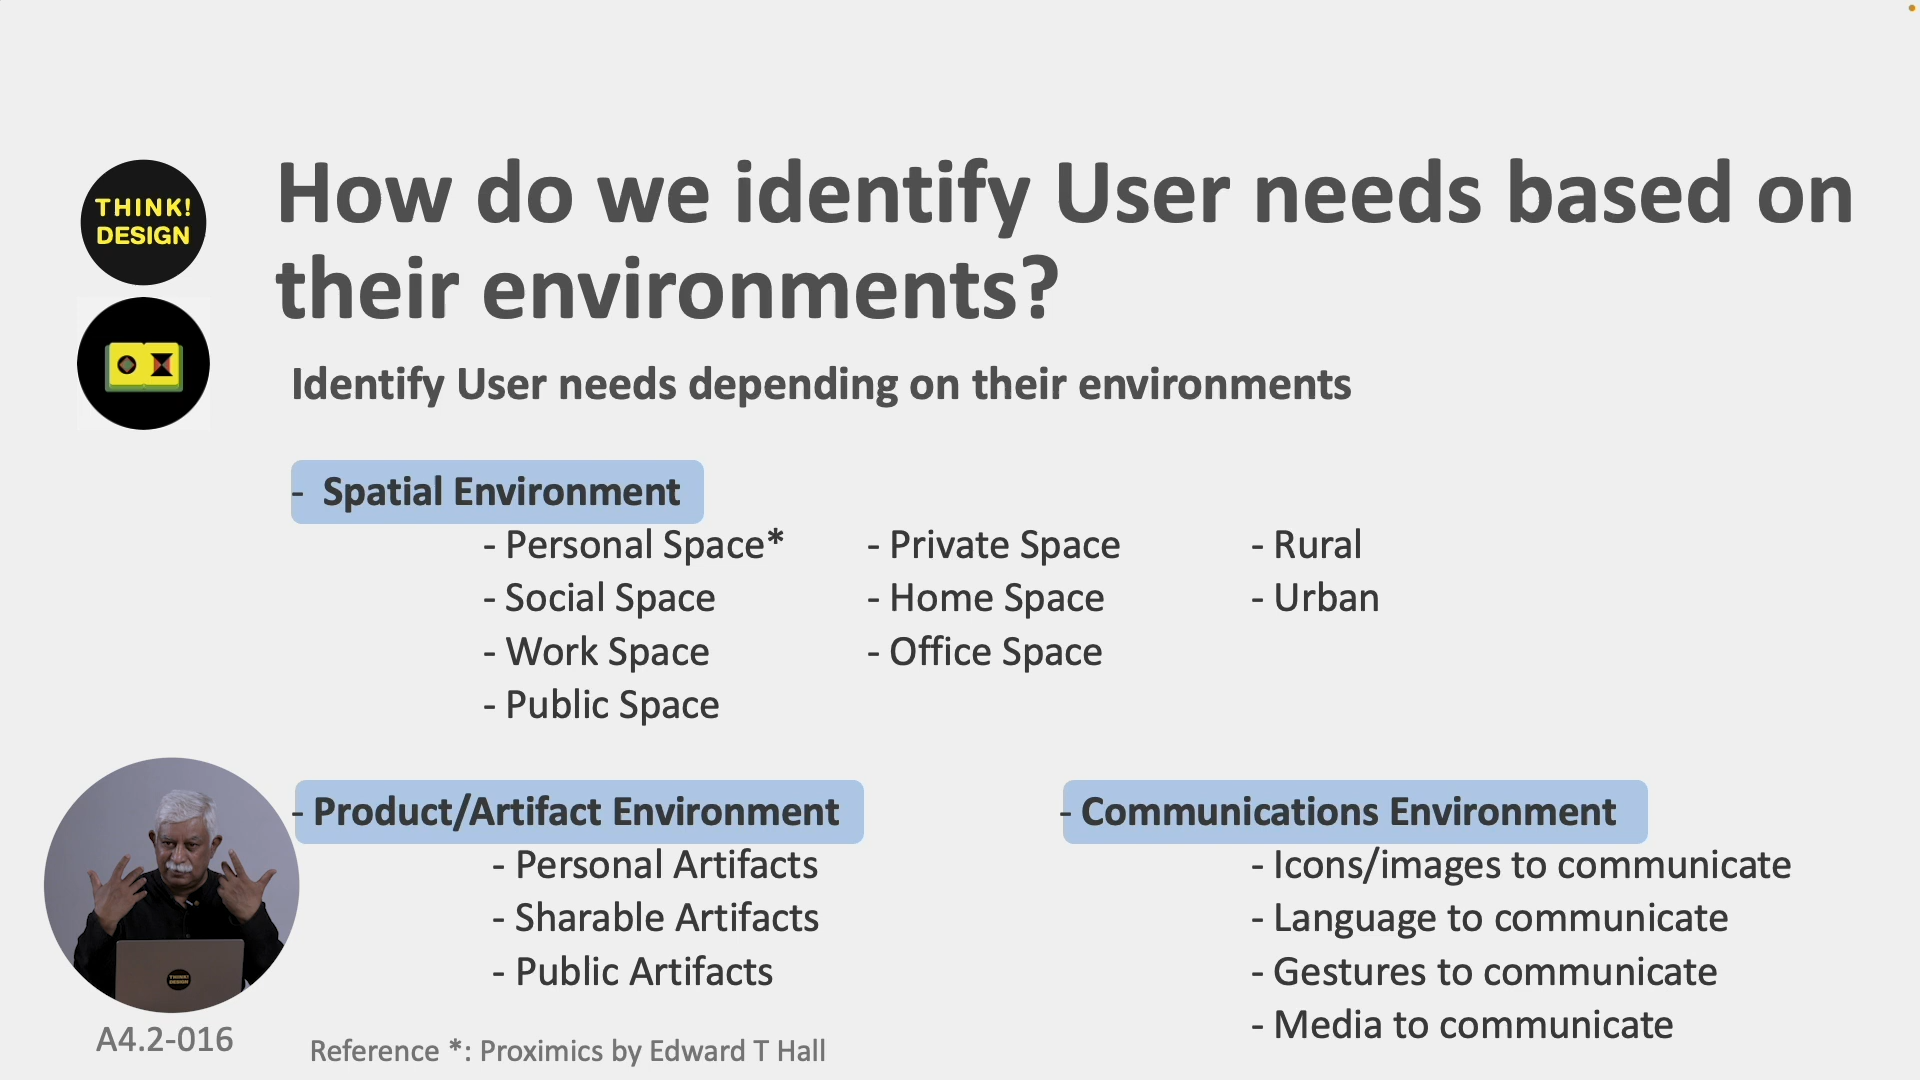 THINK!
DESIGN
How do we identify User needs based on
their environments?
Identify User needs depending on their environments
- Spatial Environment
- Personal Space*
- Social Space
- Work Space
- Public Space
- Private Space
- Home Space
- Office Space
- Rural
- Urban
- Product/Artifact Environment
- Personal Artifacts
- Sharable Artifacts
- Public Artifacts
- Communications Environment
- Icons/images to communicate
- Language to communicate
- Gestures to communicate
- Media to communicate
THINK!
DESIGN
A4.2-016
Reference *: Proximics by Edward T Hall